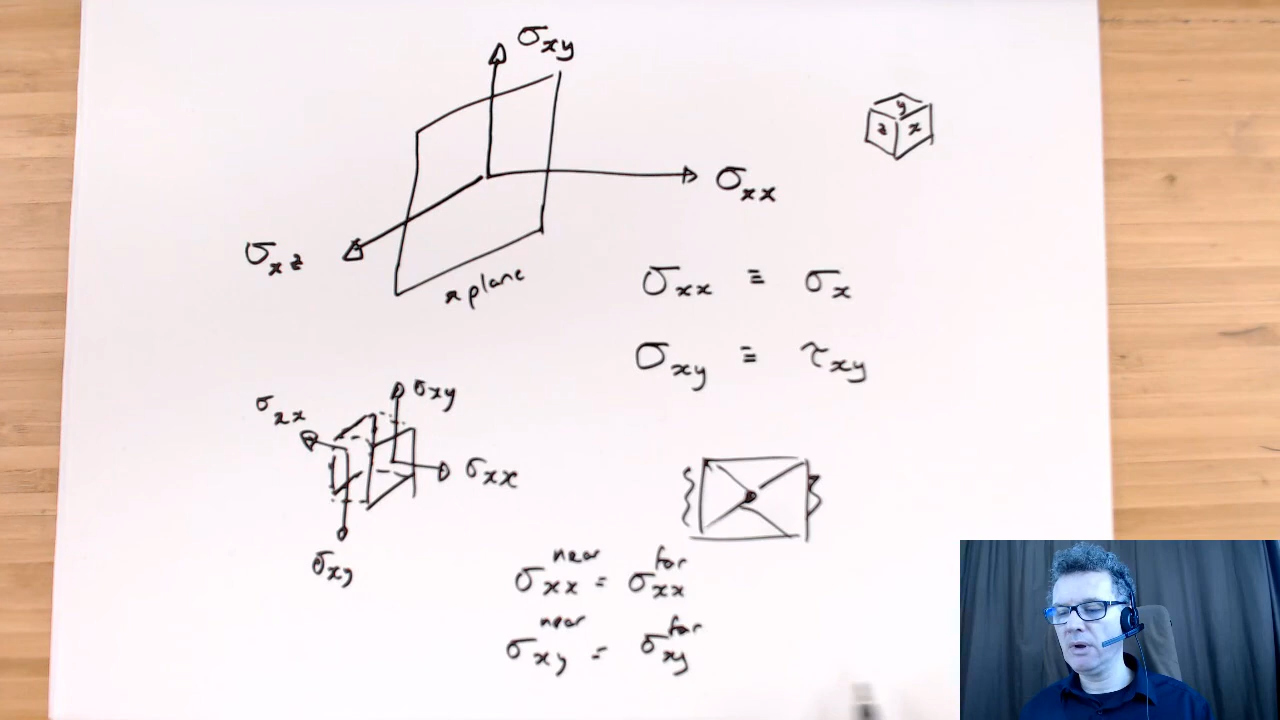 σxy
y
z x
σxx
σxz
x plane
σxx ≡ σx
σxy ≡ τxy
σxx
σxy
σxx
σxy
near far
σxx = σxx
near far
σxy = σxy